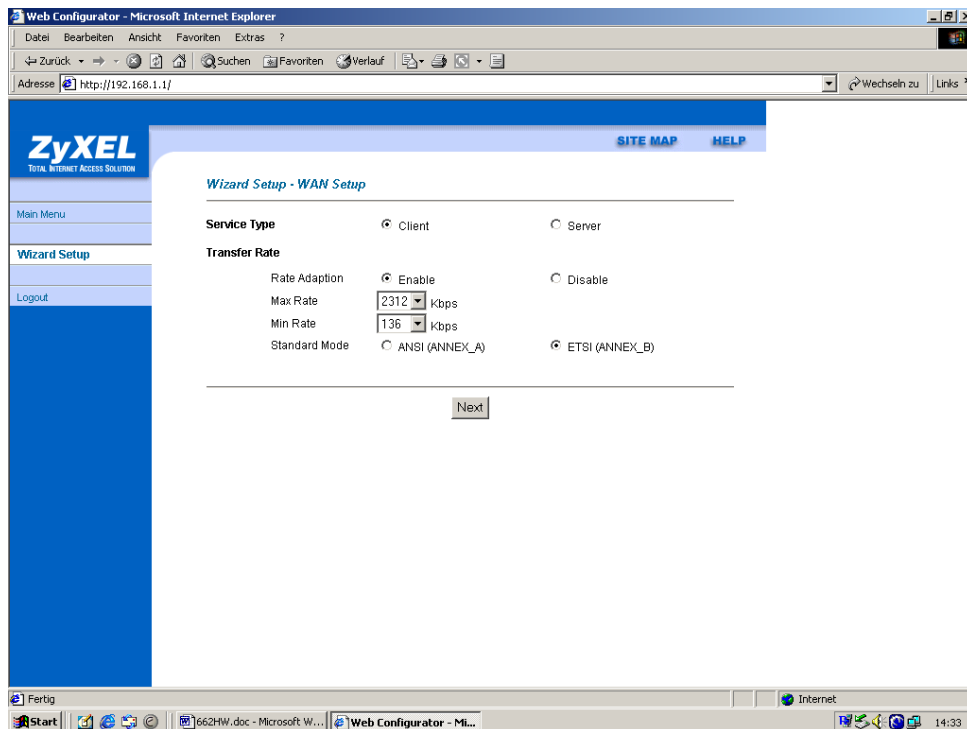 Web Configurator - Microsoft Internet Explorer
Datei Bearbeiten Ansicht Favoriten Extras ?
Zurück Suchen Favoriten Verlauf
Adresse http://192.168.1.1/ Wechseln zu Links
ZyXEL
TOTAL INTERNET ACCESS SOLUTION
SITE MAP HELP
Main Menu
Wizard Setup
Logout
Wizard Setup - WAN Setup
Service Type Client Server
Transfer Rate
Rate Adaption Enable Disable
Max Rate 2312 Kbps
Min Rate 136 Kbps
Standard Mode ANSI (ANNEX_A) ETSI (ANNEX_B)
Next
Fertig Internet
Start 662HW.doc - Microsoft W... Web Configurator - Mi... 14:33